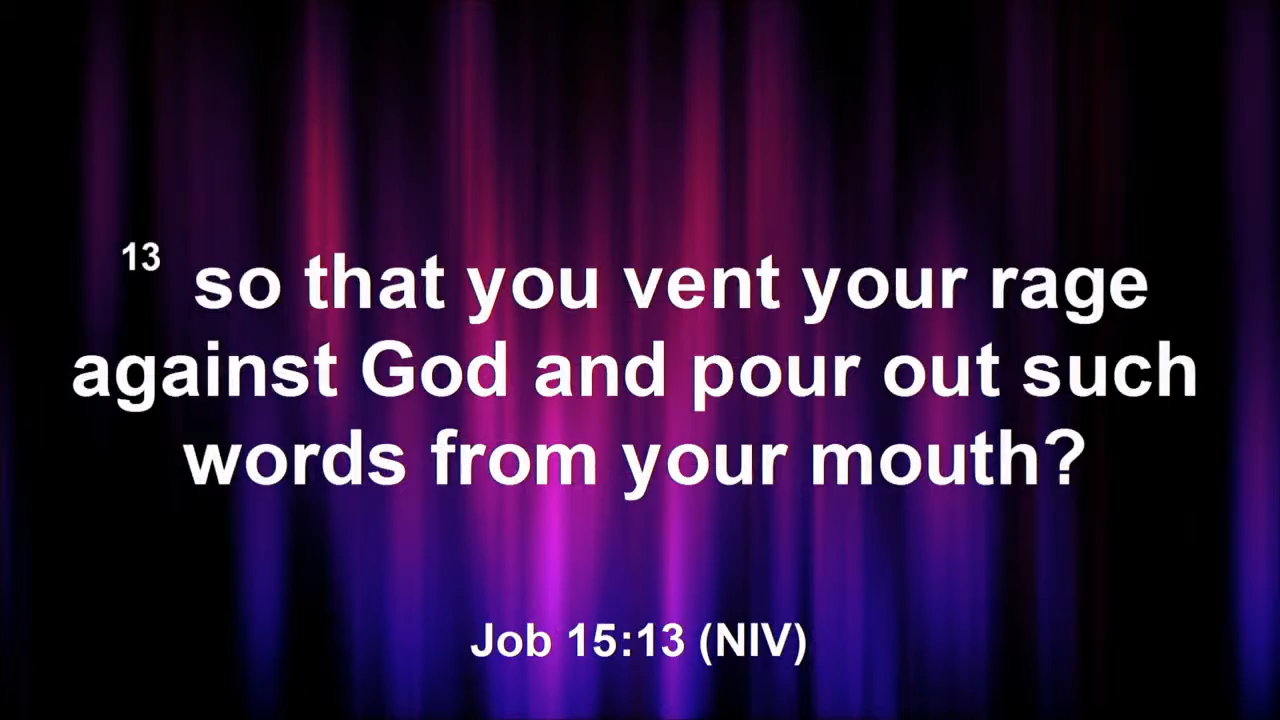 13 so that you vent your rage
against God and pour out such
words from your mouth?
Job 15:13 (NIV)